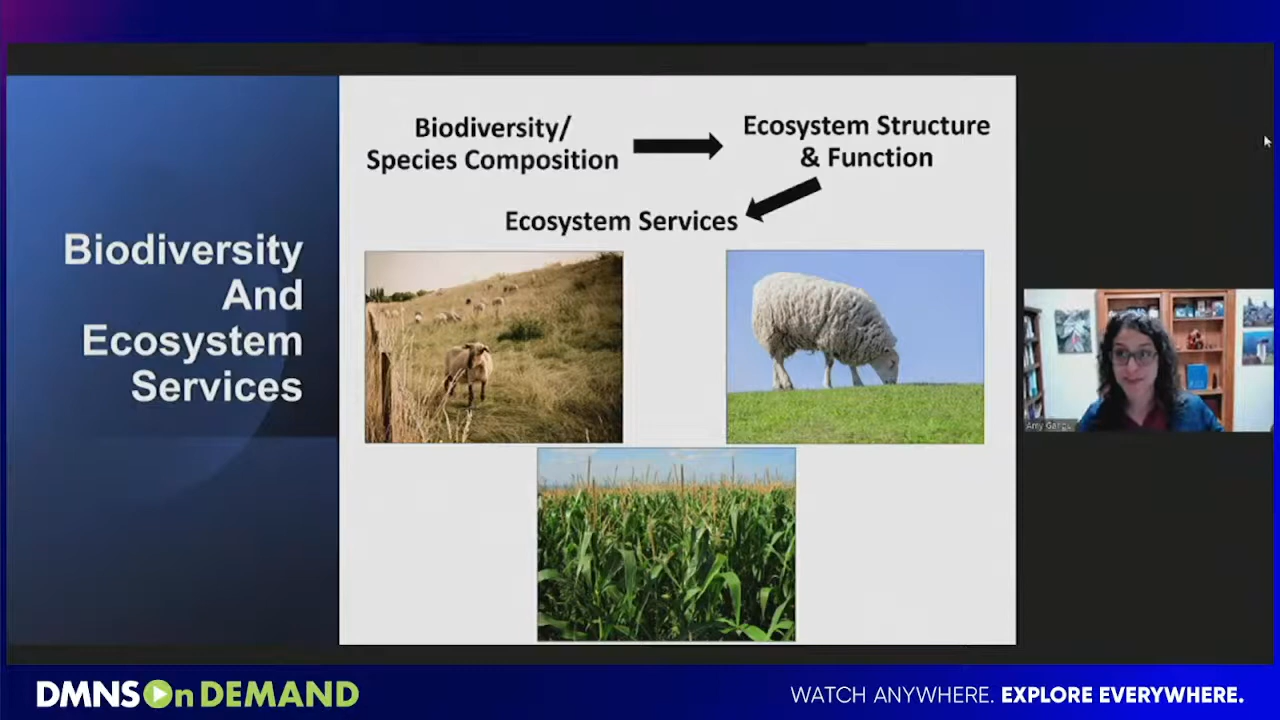 Biodiversity
And
Ecosystem
Services
Biodiversity/
Species Composition
Ecosystem Structure
& Function
Ecosystem Services
Amy
DMNS On DEMAND
WATCH ANYWHERE. EXPLORE EVERYWHERE.